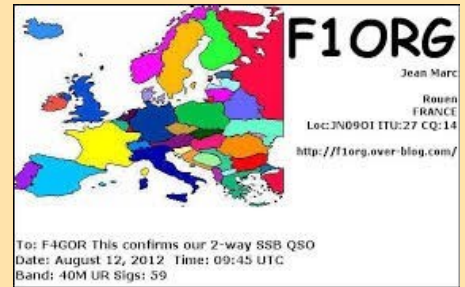 F1ORG
Jean Marc
Rouen
FRANCE
Loc:JN09OI ITU:27 CQ:14
http://f1org.over-blog.com/
To: F4GOR This confirms our 2-way SSB QSO
Date: August 12, 2012 Time: 09:45 UTC
Band: 40M UR Sigs: 59